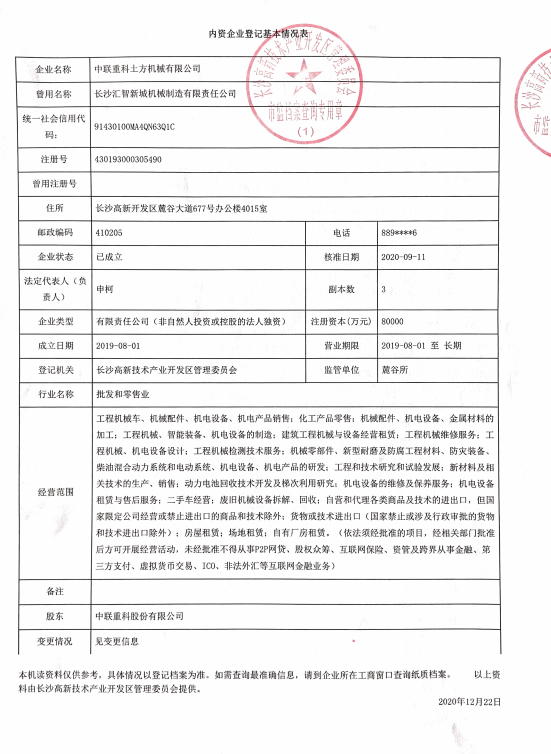 内资企业登记基本情况表
企业名称 中联重科土方机械有限公司
曾用名称 长沙汇智新城机械制造有限责任公司
统一社会信用代码： 91430100MA4QN63Q1C
注册号 430193000305490
曾用注册号
住所 长沙高新开发区麓谷大道677号办公楼4015室
邮政编码 410205 电话 889****6
企业状态 已成立 核准日期 2020-09-11
法定代表人（负责人） 申柯 副本数 3
企业类型 有限责任公司（非自然人投资或控股的法人独资） 注册资本(万元) 80000
成立日期 2019-08-01 营业期限 2019-08-01 至 长期
登记机关 长沙高新技术产业开发区管理委员会 监管单位 麓谷所
行业名称 批发和零售业
经营范围
工程机械车、机械配件、机电设备、机电产品销售；化工产品零售；机械配件、机电设备、金属材料的
加工；工程机械、智能装备、机电设备的制造；建筑工程机械与设备经营租赁；工程机械维修服务；工
程机械、机电设备设计；工程机械检测技术服务；机械零部件、新型耐磨及防腐工程材料、防灾装备、
柴油混合动力系统和电动系统、机电设备、机电产品的研发；工程和技术研究和试验发展；新材料及相
关技术的生产、销售；动力电池回收技术开发及梯次利用研究；机电设备的维修及保养服务；机电设备
租赁与售后服务；二手车经营；废旧机械设备拆解、回收；自营和代理各类商品及技术的进出口，但国
家限定公司经营或禁止进出口的商品和技术除外；货物或技术进出口（国家禁止或涉及行政审批的货物
和技术进出口除外）；房屋租赁；场地租赁；自有厂房租赁。（依法须经批准的项目，经相关部门批准
后方可开展经营活动，未经批准不得从事P2P网贷、股权众筹、互联网保险、资管及跨界从事金融、第
三方支付、虚拟货币交易、ICO、非法外汇等互联网金融业务）
备注
股东 中联重科股份有限公司
变更情况 见变更信息
本机读资料仅供参考，具体情况以登记档案为准。如需查询最准确信息，请到企业所在工商窗口查询纸质档案。 以上资
料由长沙高新技术产业开发区管理委员会提供。
2020年12月22日
长沙高新技术产业开发区管理委员会
市监档案查询专用章
(1)
长沙高
市监